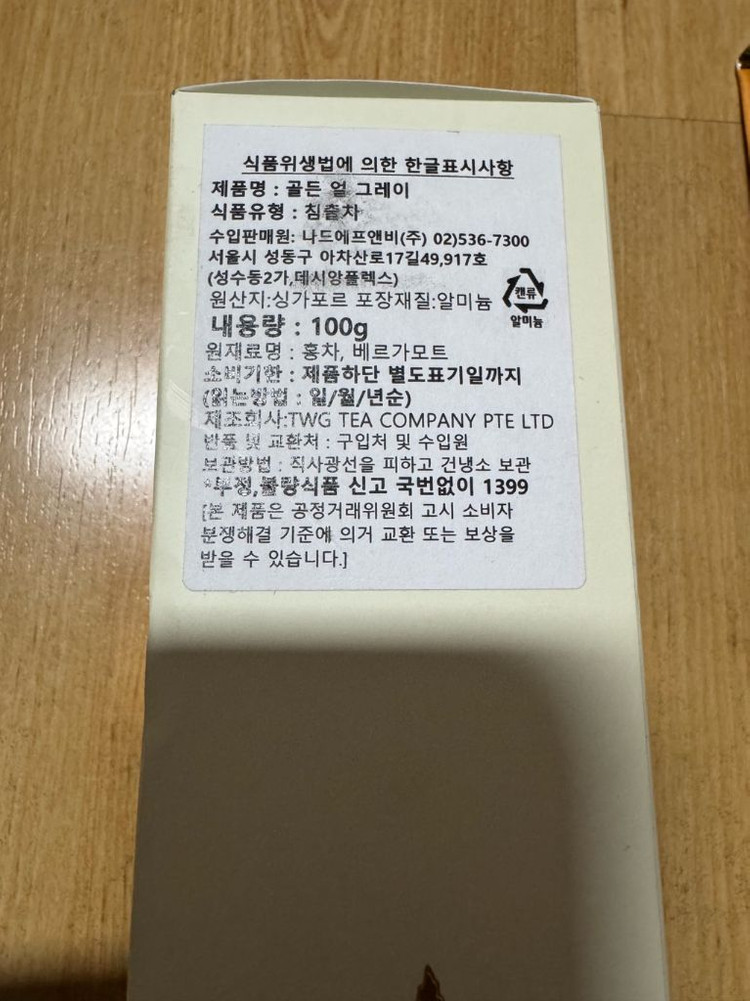 식품위생법에 의한 한글표시사항
제품명 : 골든 얼 그레이
식품유형 : 침출차
수입판매원: 나드에프앤비(주) 02)536-7300
서울시 성동구 아차산로17길49,917호
(성수동2가,데시앙플렉스)
원산지:싱가포르 포장재질:알미늄
캔류
알미늄
내용량 : 100g
원재료명 : 홍차, 베르가모트
소비기한 : 제품하단 별도표기일까지
(읽는방법 : 일/월/년순)
제조회사:TWG TEA COMPANY PTE LTD
반품 및 교환처 : 구입처 및 수입원
보관방법 : 직사광선을 피하고 건냉소 보관
*부정,불량식품 신고 국번없이 1399
[본 제품은 공정거래위원회 고시 소비자
분쟁해결 기준에 의거 교환 또는 보상을
받을 수 있습니다.]